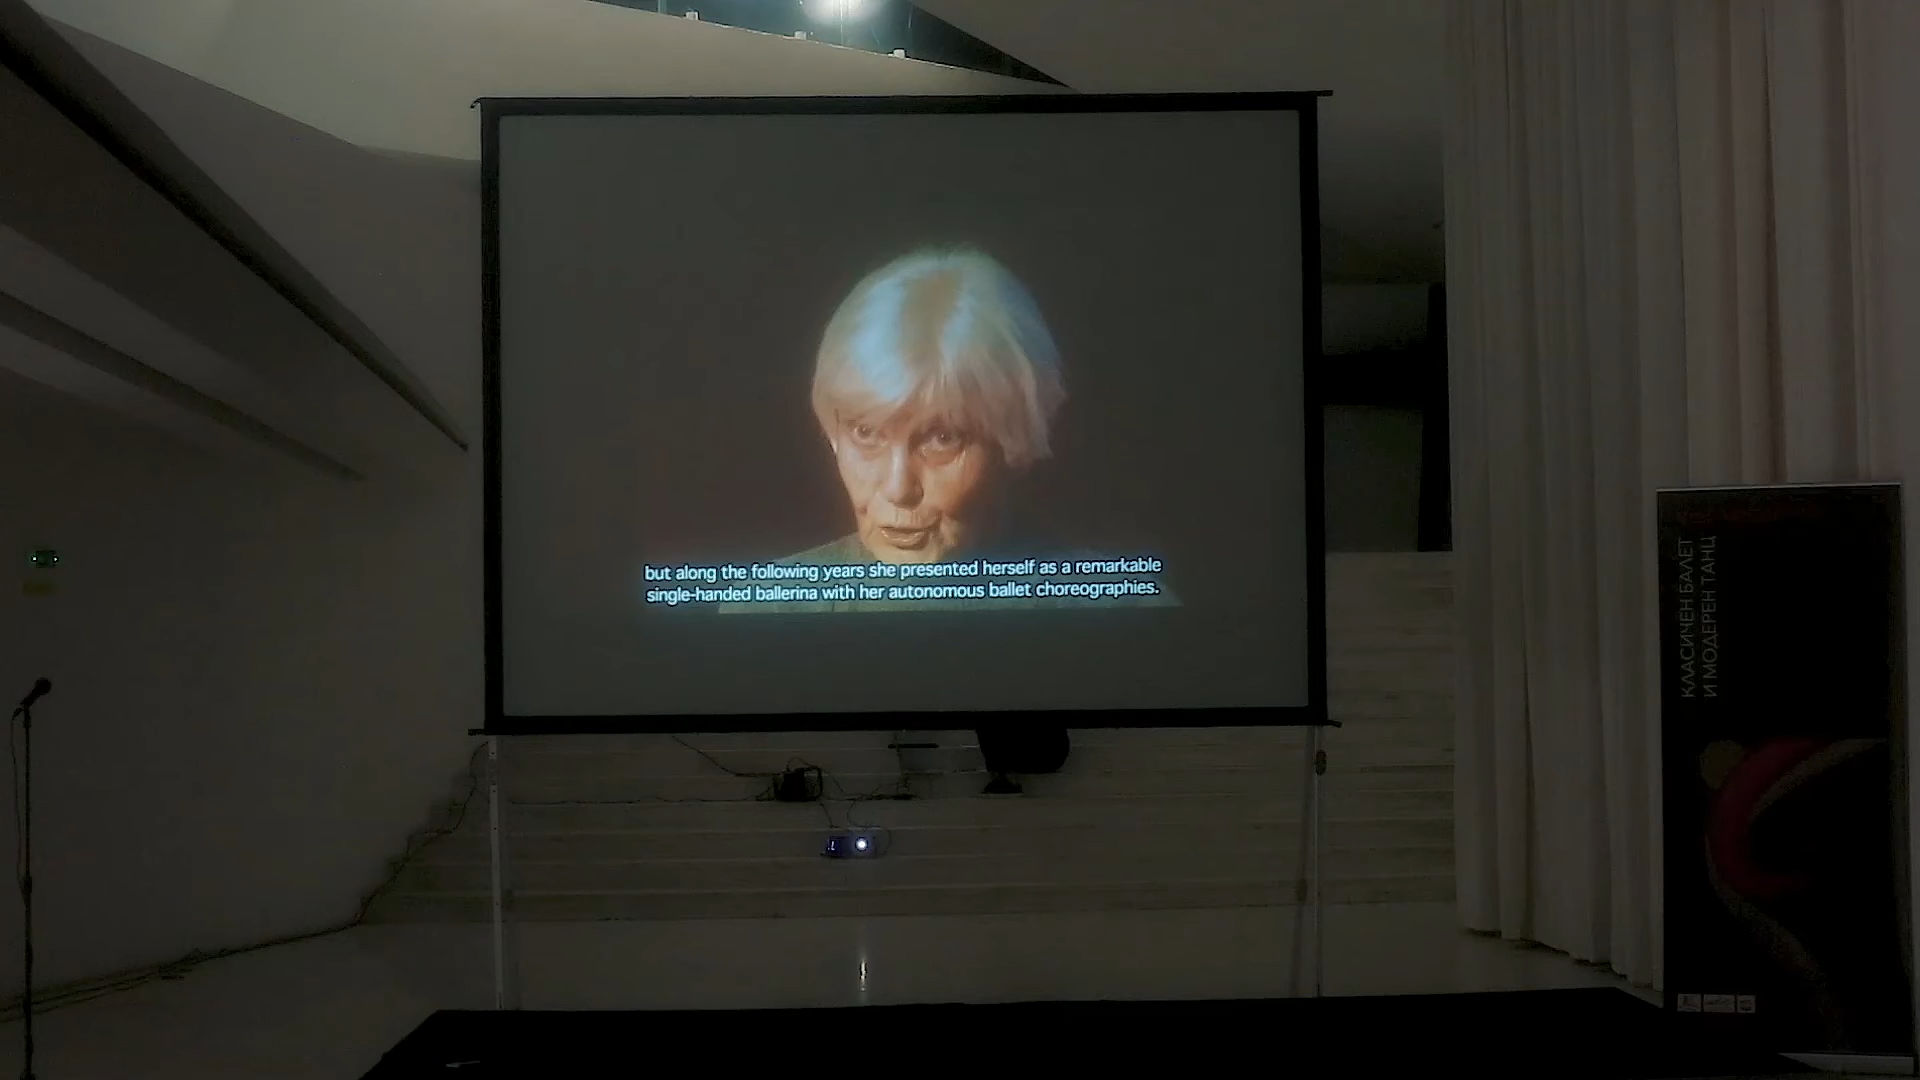 but along the following years she presented herself as a remarkable
single-handed ballerina with her autonomous ballet choreographies.
КЛАСИЧЕН БАЛЕТ
И МОДЕРЕН ТАНЦ